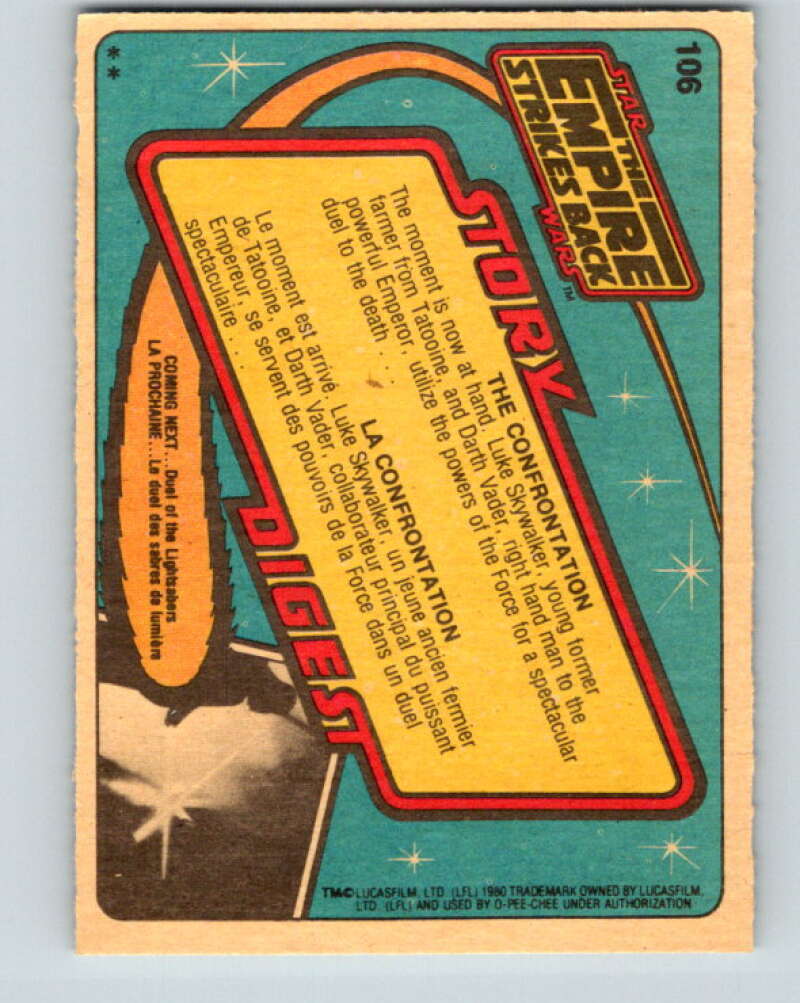 106
STAR
THE
EMPIRE
STRIKES BACK
WARS™
STORY
THE CONFRONTATION
The moment is now at hand. Luke Skywalker, young former
farmer from Tatooine, and Darth Vader, right hand man to the
powerful Emperor, utilize the powers of the Force for a spectacular
duel to the death . . .
LA CONFRONTATION
Le moment est arrivé. Luke Skywalker, un jeune ancien fermier
de Tatooine, et Darth Vader, collaborateur principal du puissant
Empereur, se servent des pouvoirs de la Force dans un duel
spectaculaire . . .
DIGEST
COMING NEXT...Duel of the Lightsabers
LA PROCHAINE...Le duel des sabres de lumière
TM©LUCASFILM, LTD. (LFL) 1980 TRADEMARK OWNED BY LUCASFILM,
LTD. (LFL) AND USED BY O-PEE-CHEE UNDER AUTHORIZATION
* *